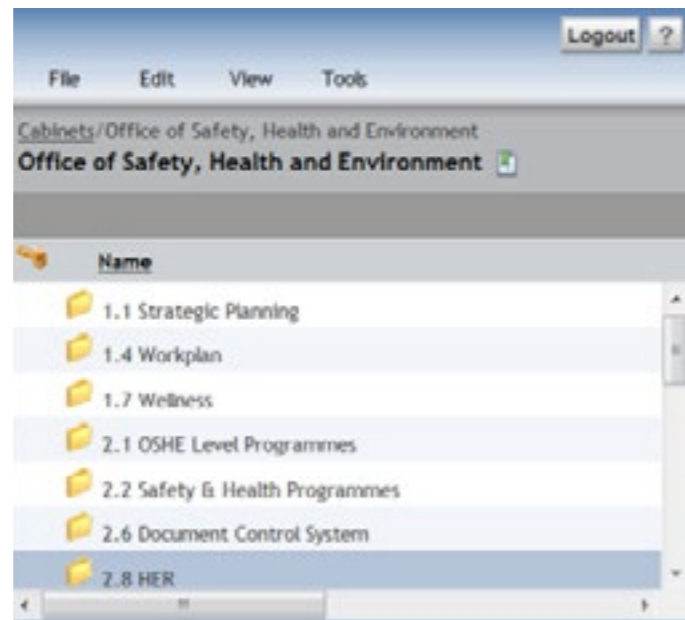 Logout ?
File Edit View Tools
Cabinets/Office of Safety, Health and Environment
Office of Safety, Health and Environment
Name
1.1 Strategic Planning
1.4 Workplan
1.7 Wellness
2.1 OSHE Level Programmes
2.2 Safety & Health Programmes
2.6 Document Control System
2.8 HER